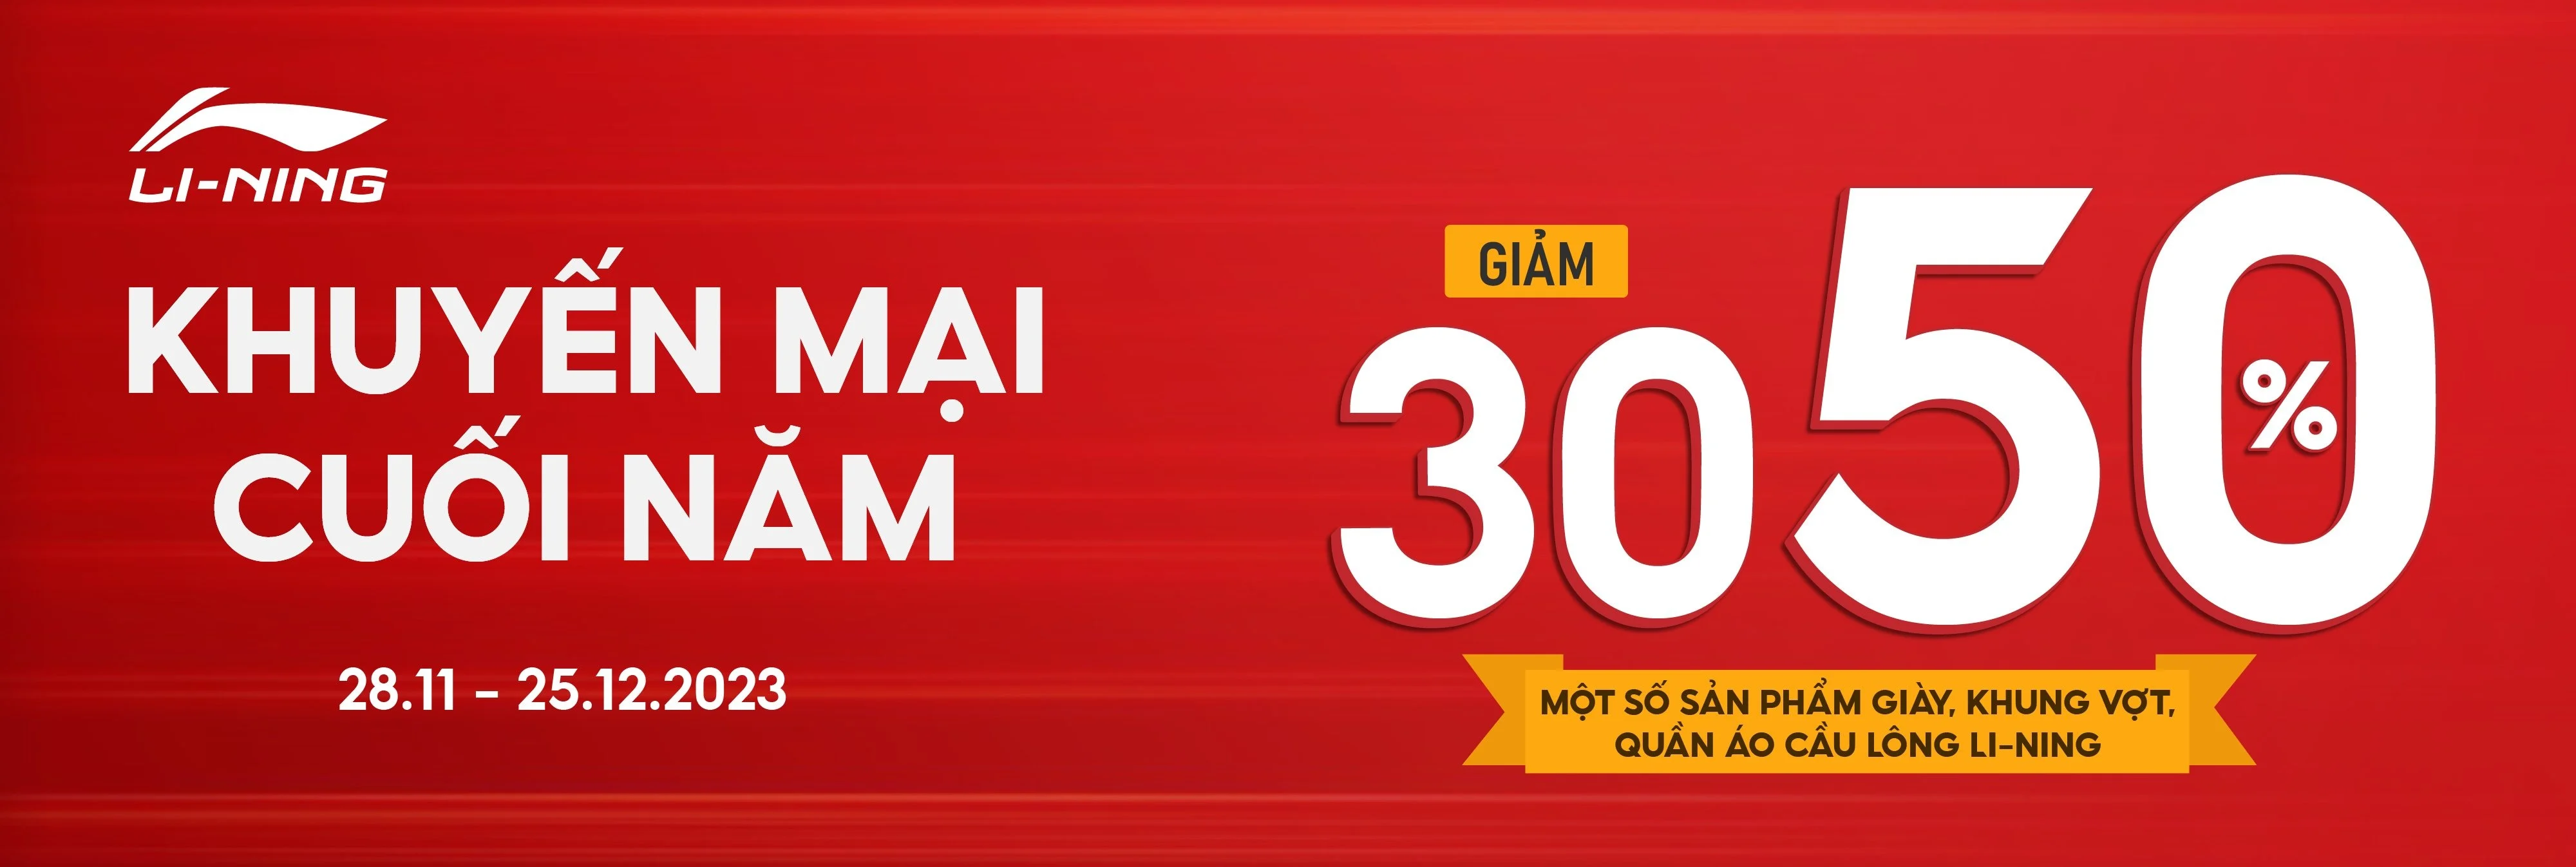 LI-NING
KHUYẾN MẠI
CUỐI NĂM
28.11 - 25.12.2023
GIẢM
30 50%
MỘT SỐ SẢN PHẨM GIÀY, KHUNG VỢT,
QUẦN ÁO CẦU LÔNG LI-NING